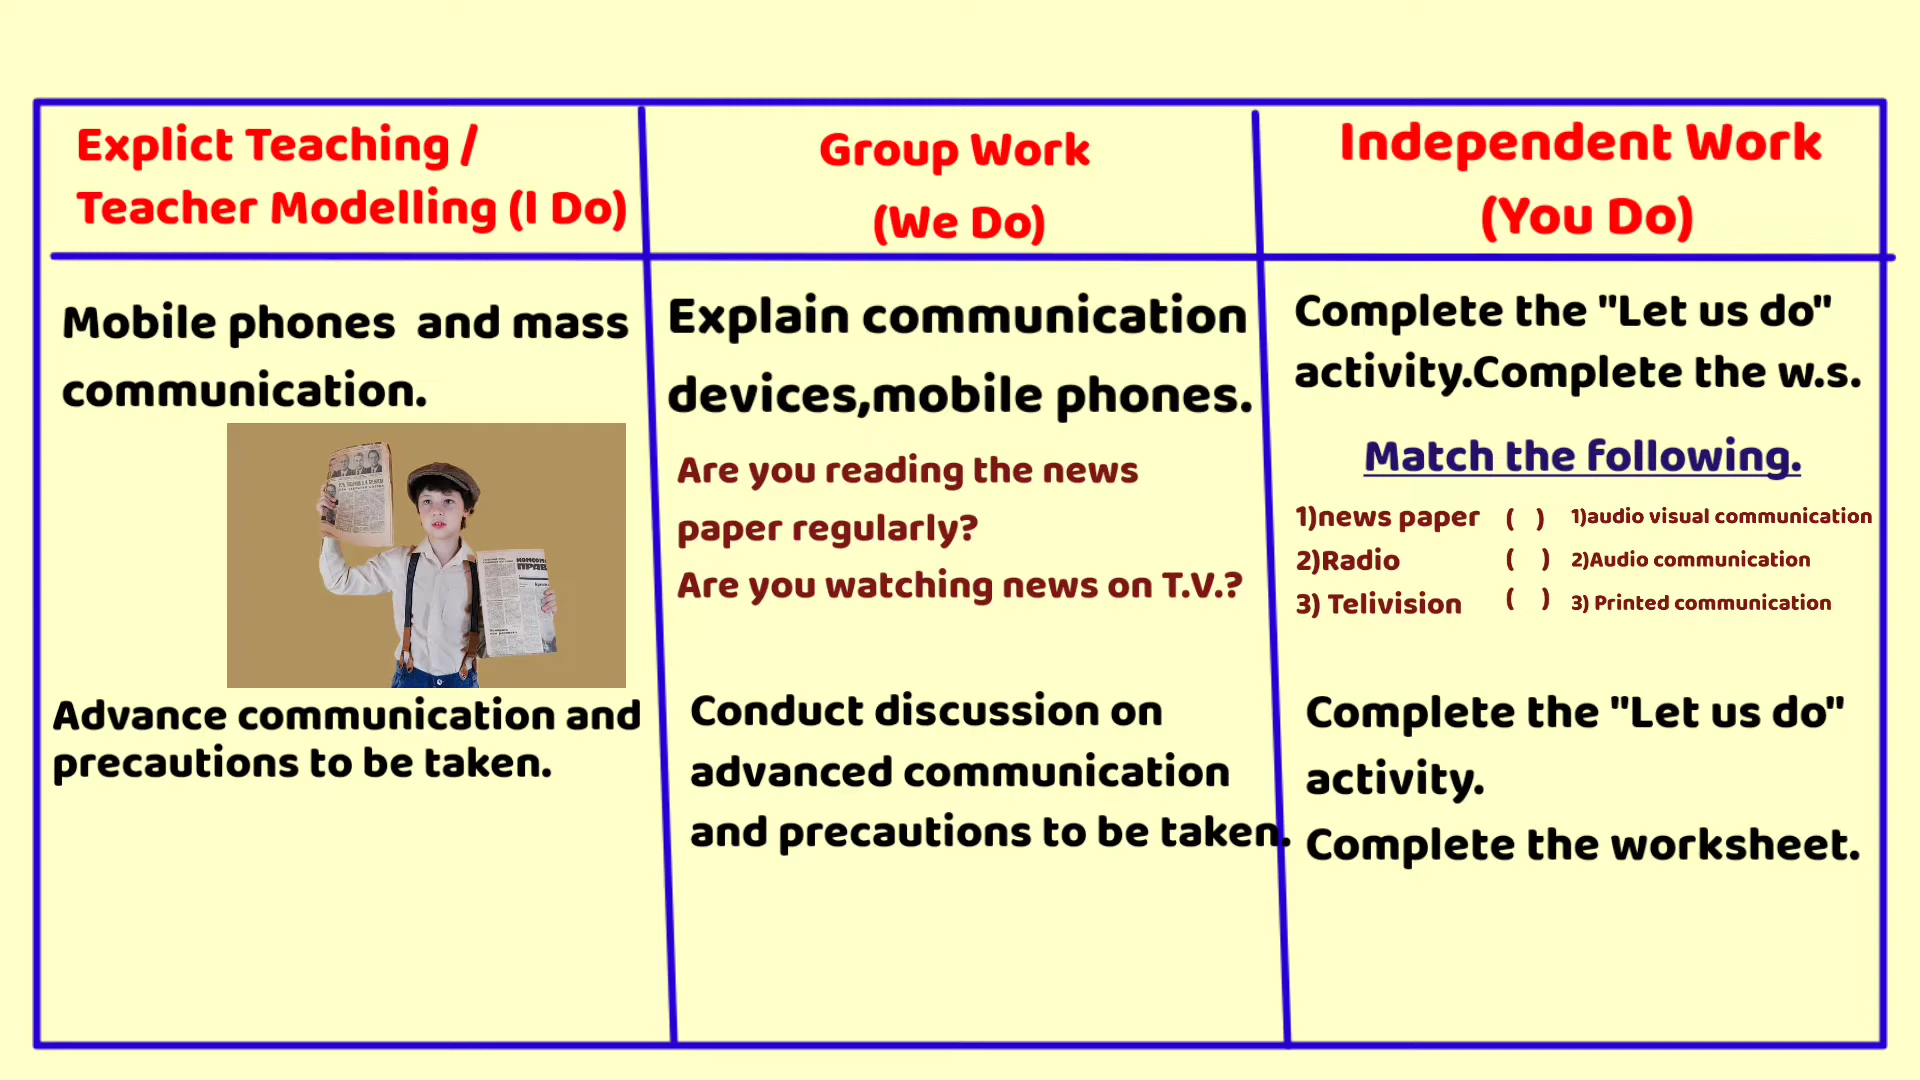 Explict Teaching /
Teacher Modelling (I Do)
Group Work
(We Do)
Independent Work
(You Do)
Mobile phones and mass
communication.
Advance communication and
precautions to be taken.
Explain communication
devices,mobile phones.
Are you reading the news
paper regularly?
Are you watching news on T.V.?
Conduct discussion on
advanced communication
and precautions to be taken.
Complete the "Let us do"
activity.Complete the w.s.
Match the following.
1)news paper ( ) 1)audio visual communication
2)Radio ( ) 2)Audio communication
3) Telivision ( ) 3) Printed communication
Complete the "Let us do"
activity.
Complete the worksheet.